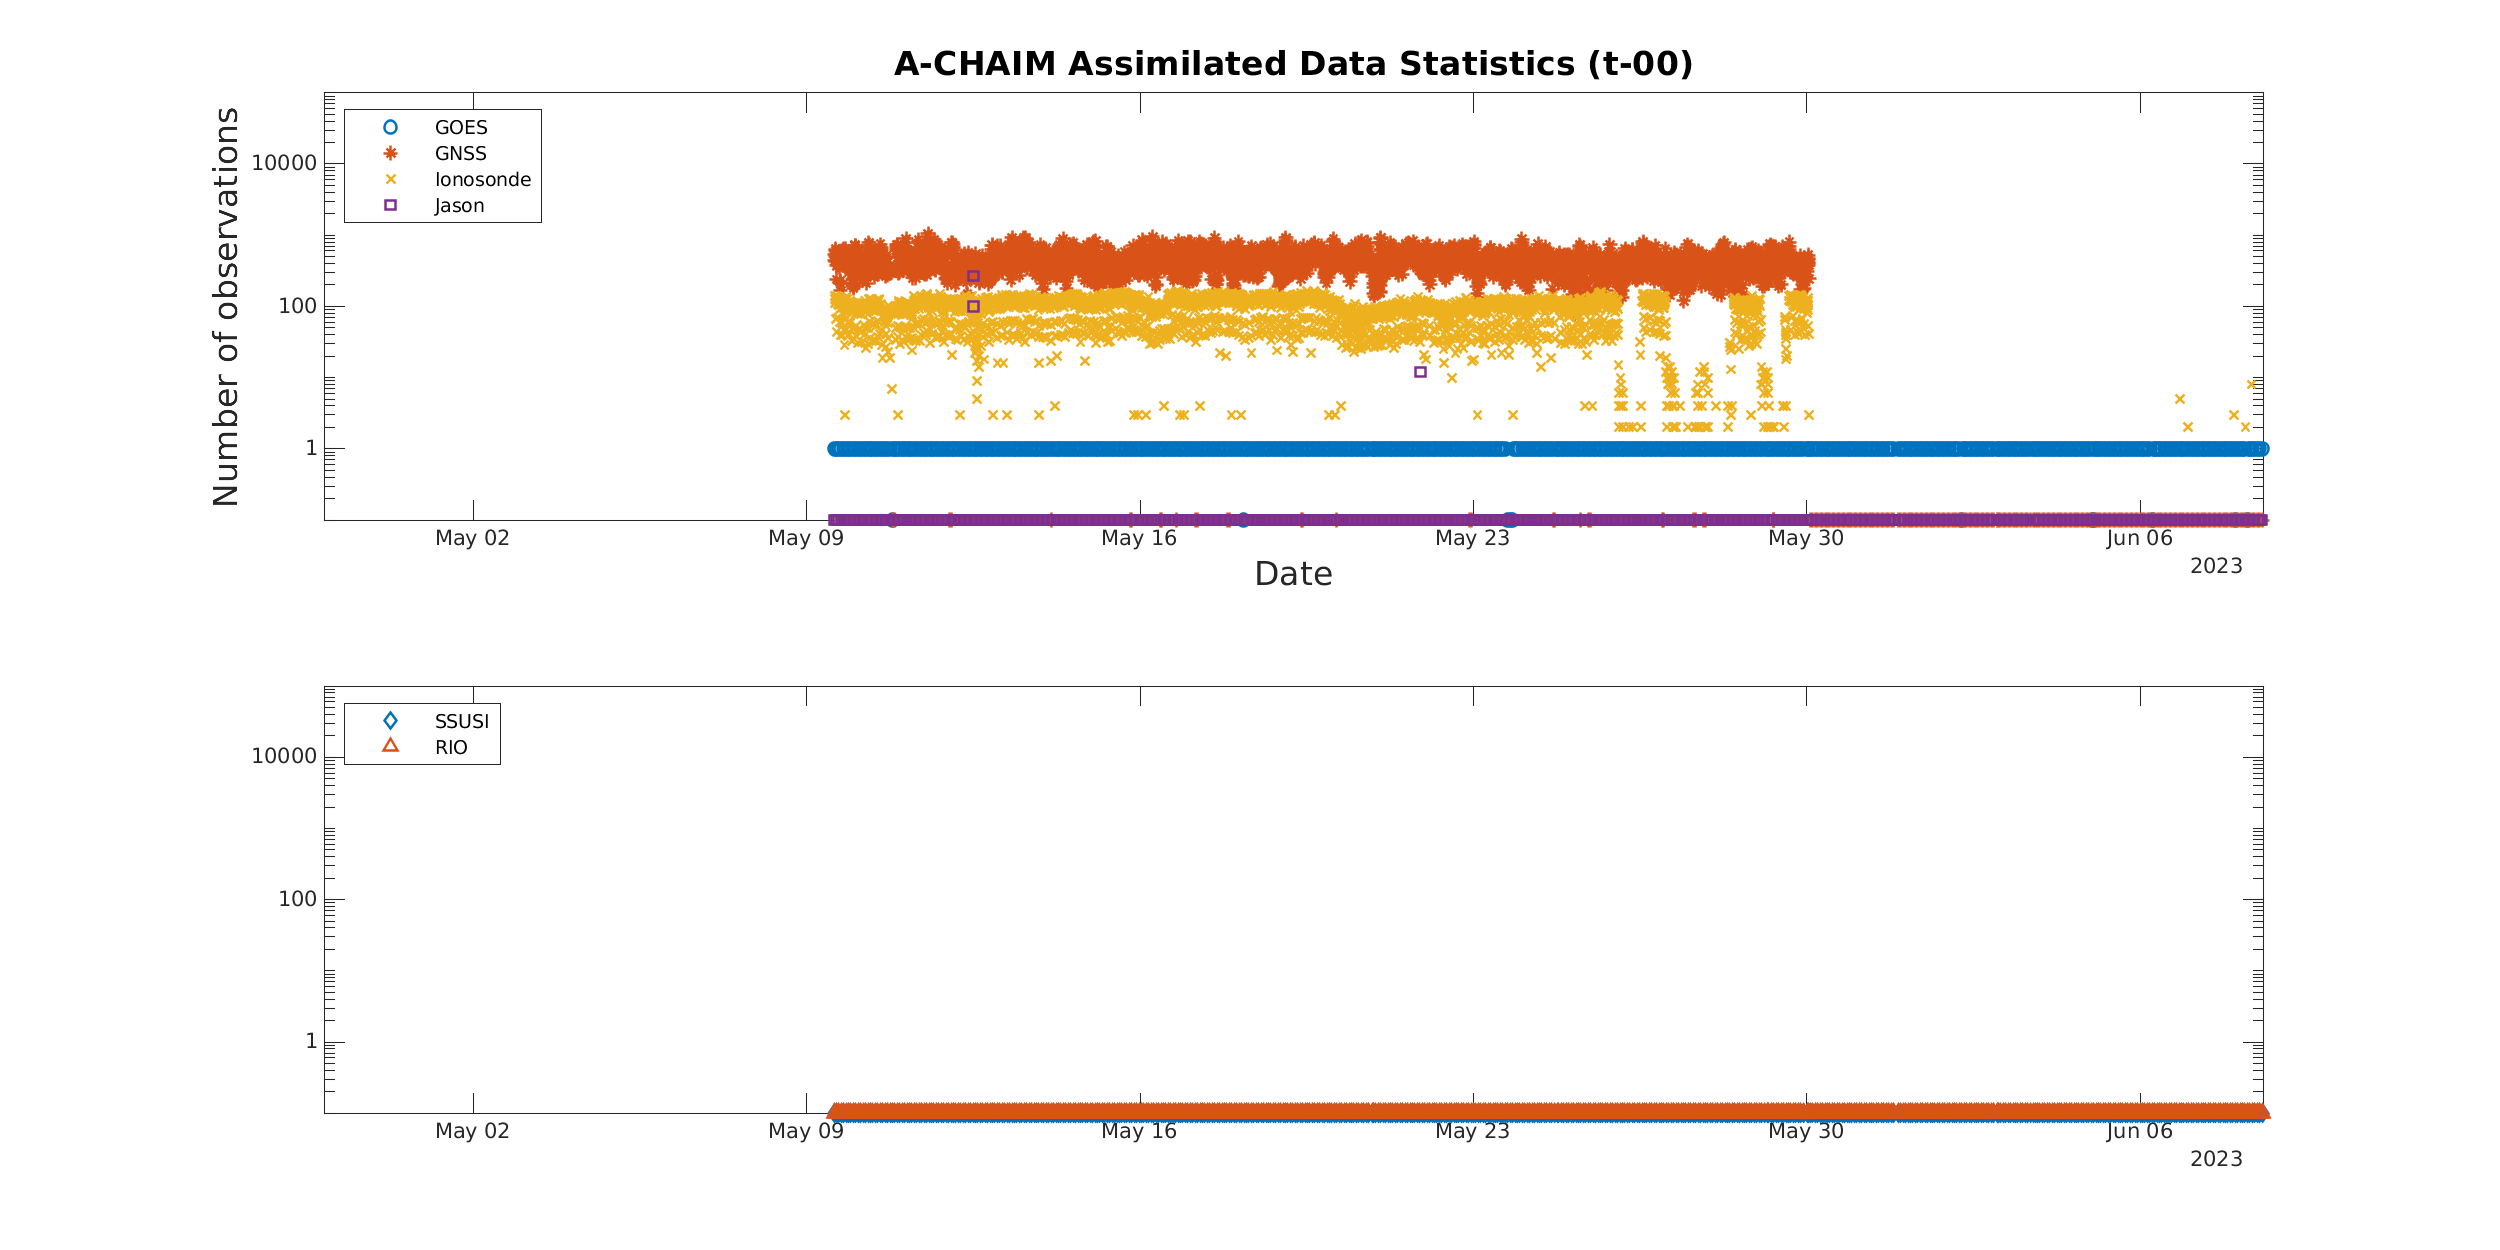 A-CHAIM Assimilated Data Statistics (t-00)
Number of observations
GOES
GNSS
Ionosonde
Jason
10000
100
1
May 02
May 09
May 16
May 23
May 30
Jun 06
2023
Date
SSUSI
RIO
10000
100
1
May 02
May 09
May 16
May 23
May 30
Jun 06
2023